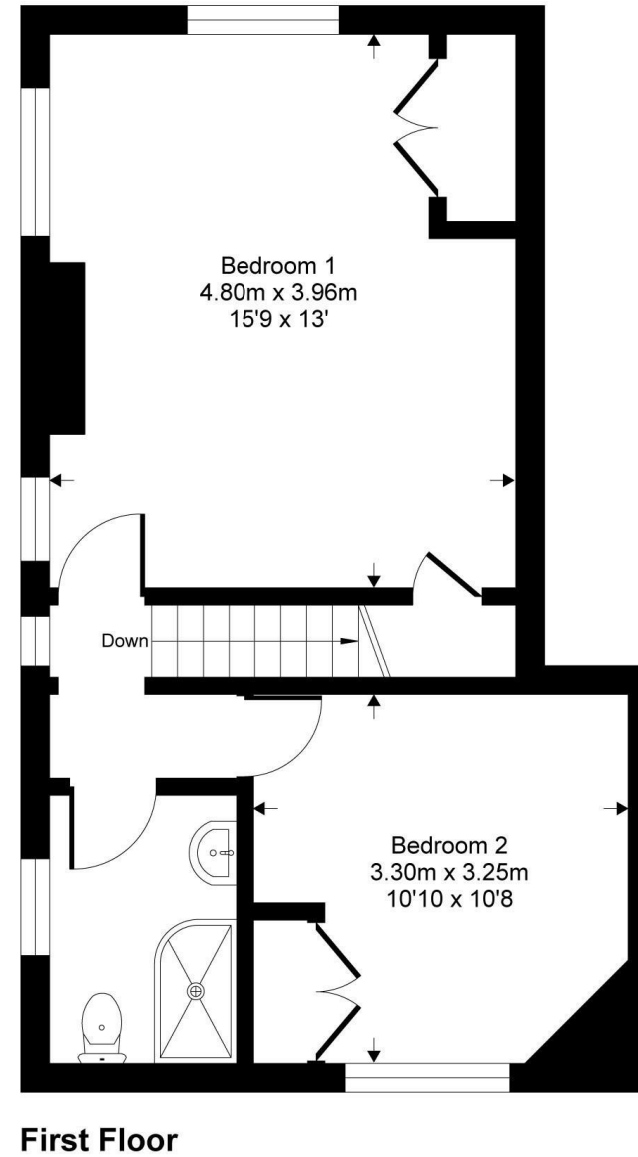 Bedroom 1
4.80m x 3.96m
15'9 x 13'
Down
Bedroom 2
3.30m x 3.25m
10'10 x 10'8
First Floor